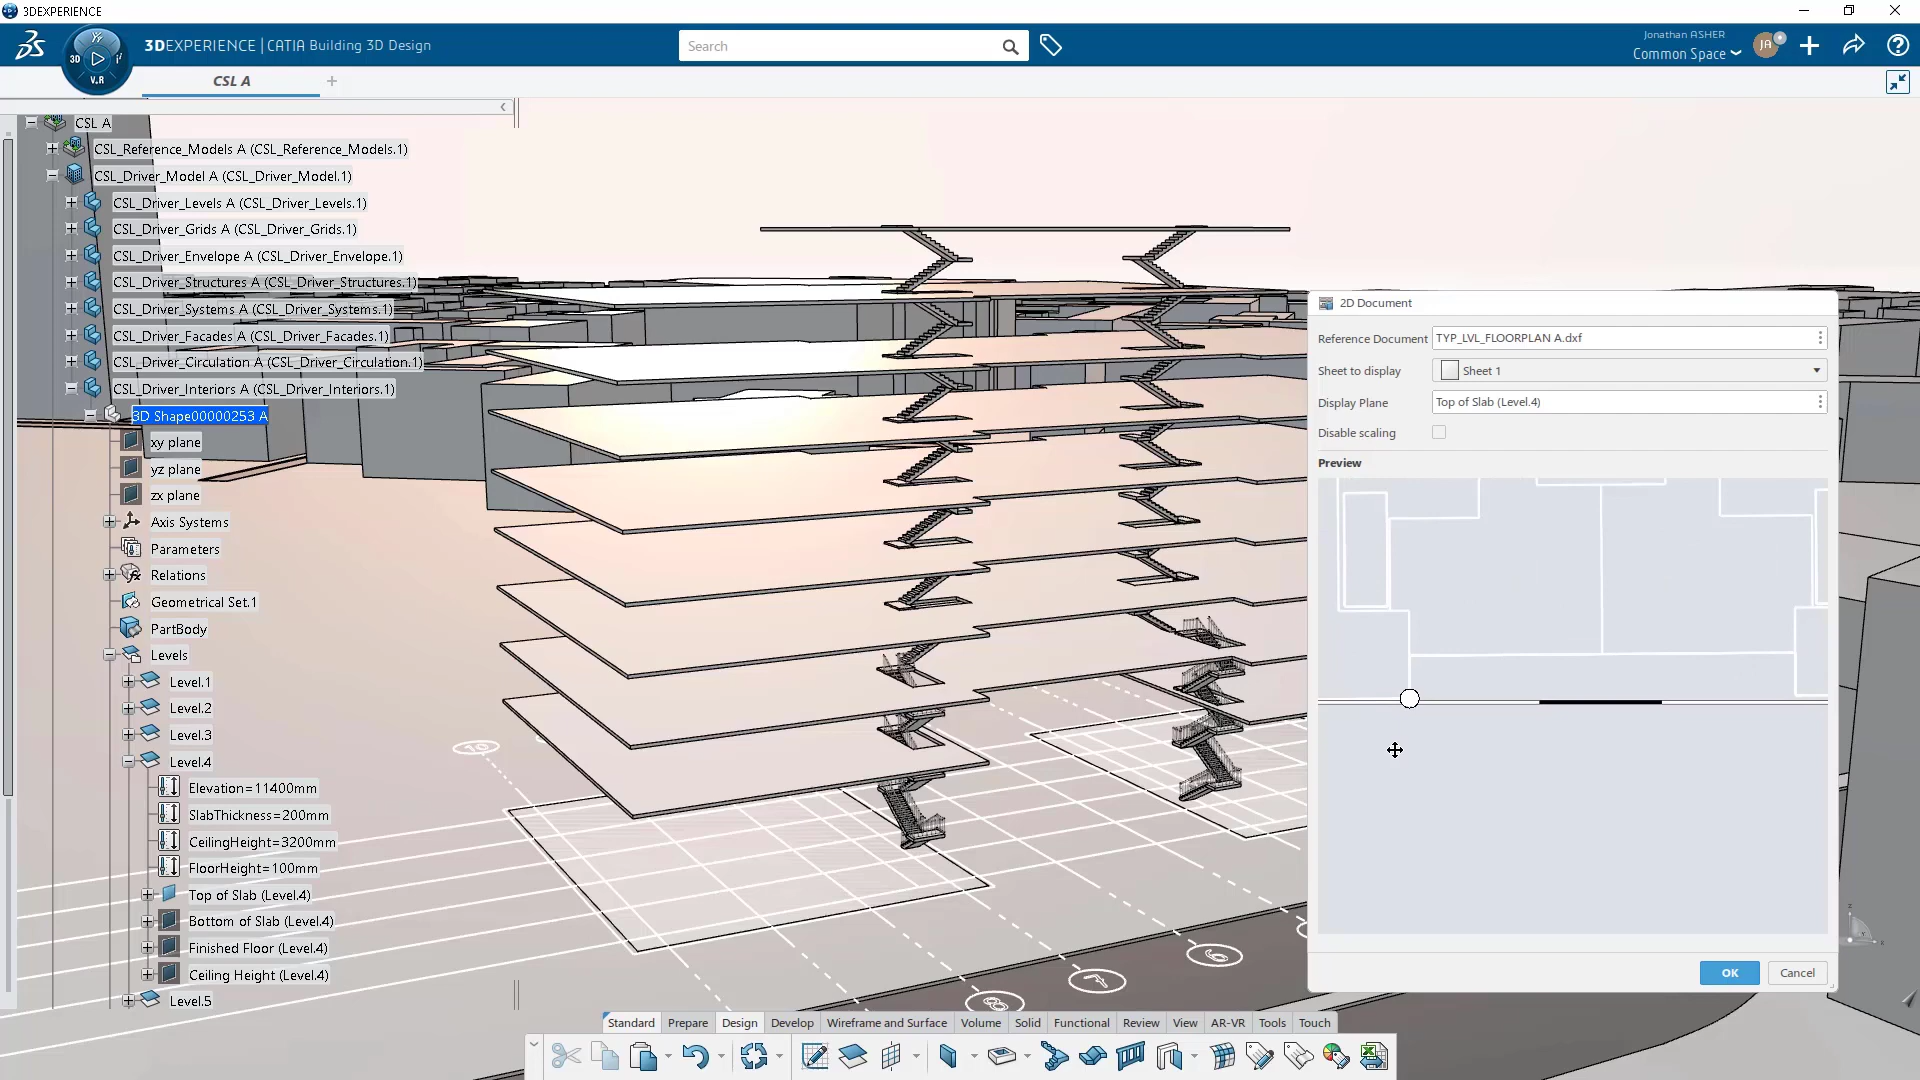 3DEXPERIENCE
3DEXPERIENCE | CATIA Building 3D Design
Search
Jonathan ASHER
Common Space
JA
3D
V.R
CSL A
CSL A
CSL_Reference_Models A (CSL_Reference_Models.1)
CSL_Driver_Model A (CSL_Driver_Model.1)
CSL_Driver_Levels A (CSL_Driver_Levels.1)
CSL_Driver_Grids A (CSL_Driver_Grids.1)
CSL_Driver_Envelope A (CSL_Driver_Envelope.1)
CSL_Driver_Structures A (CSL_Driver_Structures.1)
CSL_Driver_Systems A (CSL_Driver_Systems.1)
CSL_Driver_Facades A (CSL_Driver_Facades.1)
CSL_Driver_Circulation A (CSL_Driver_Circulation.1)
CSL_Driver_Interiors A (CSL_Driver_Interiors.1)
3D Shape00000253 A
xy plane
yz plane
zx plane
Axis Systems
Parameters
Relations
Geometrical Set.1
PartBody
Levels
Level.1
Level.2
Level.3
Level.4
Elevation=11400mm
SlabThickness=200mm
CeilingHeight=3200mm
FloorHeight=100mm
Top of Slab (Level.4)
Bottom of Slab (Level.4)
Finished Floor (Level.4)
Ceiling Height (Level.4)
Level.5
10
8
7
6
2D Document
Reference Document TYP_LVL_FLOORPLAN A.dxf
Sheet to display Sheet 1
Display Plane Top of Slab (Level.4)
Disable scaling
Preview
OK Cancel
Standard Prepare Design Develop Wireframe and Surface Volume Solid Functional Review View AR-VR Tools Touch